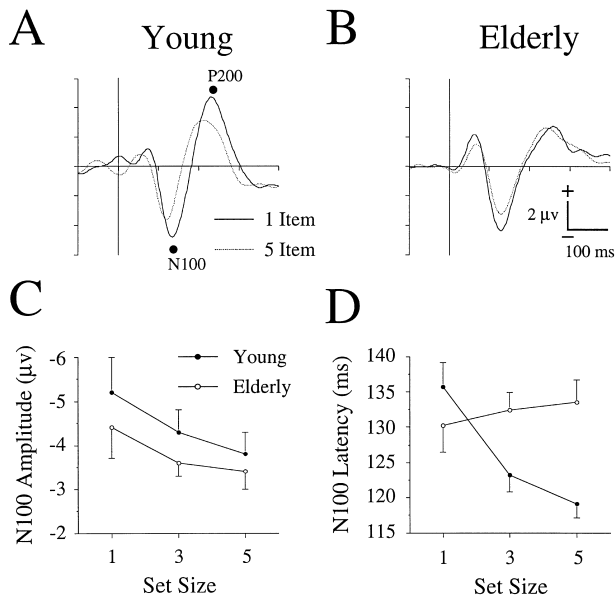 A
Young
B
Elderly
P200
N100
1 Item
5 Item
+
2 μv
−
100 ms
C
N100 Amplitude (μv)
-6
-5
-4
-3
-2
Young
Elderly
1 3 5
Set Size
D
N100 Latency (ms)
140
135
130
125
120
115
1 3 5
Set Size